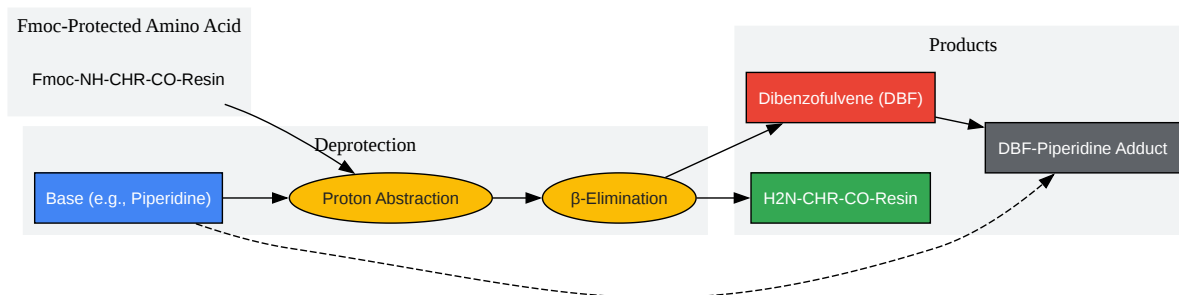 Fmoc-Protected Amino Acid
Fmoc-NH-CHR-CO-Resin
Deprotection
Base (e.g., Piperidine)
Proton Abstraction
β-Elimination
Products
Dibenzofulvene (DBF)
DBF-Piperidine Adduct
H2N-CHR-CO-Resin